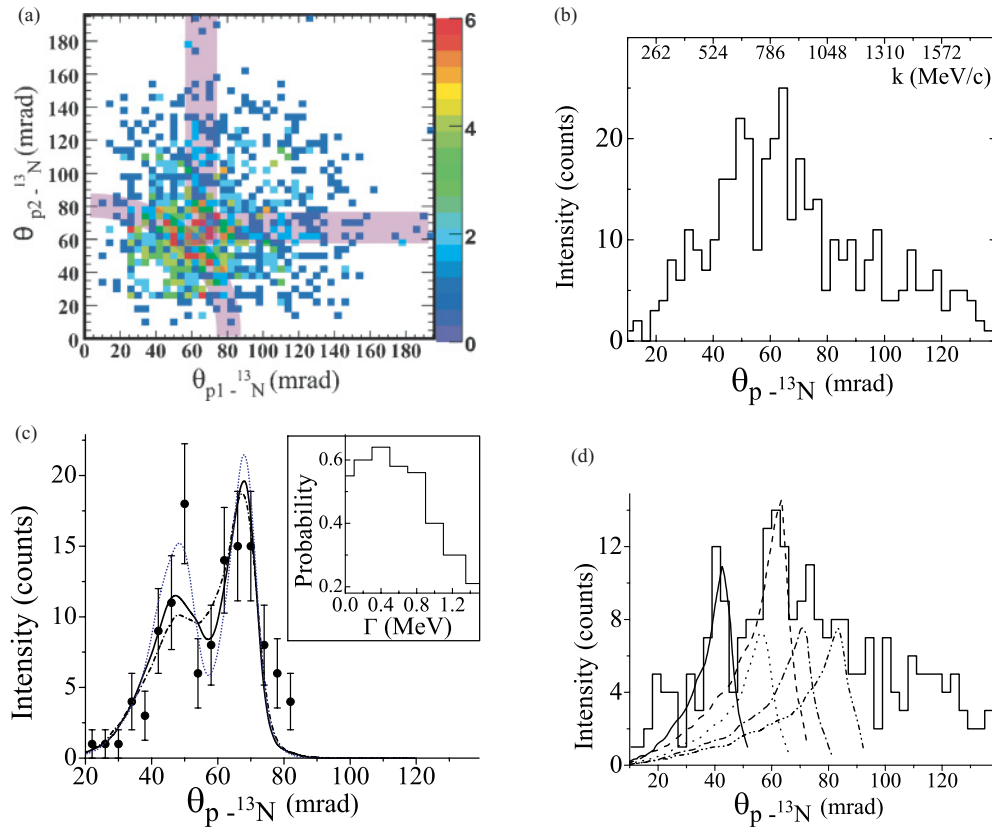 (a)
180
160
140
120
100
80
60
40
20
0
θp2 - ¹³N (mrad)
0 20 40 60 80 100 120 140 160 180
θp1 - ¹³N (mrad)
6
4
2
0
(b)
262 524 786 1048 1310 1572
k (MeV/c)
20
10
0
Intensity (counts)
20 40 60 80 100 120 140
θp - ¹³N (mrad)
(c)
20
15
10
5
0
Intensity (counts)
20 40 60 80 100 120
θp - ¹³N (mrad)
0.6
0.4
0.2
Probability
0.0 0.4 0.8 1.2
Γ (MeV)
(d)
12
8
4
0
Intensity (counts)
20 40 60 80 100 120
θp - ¹³N (mrad)